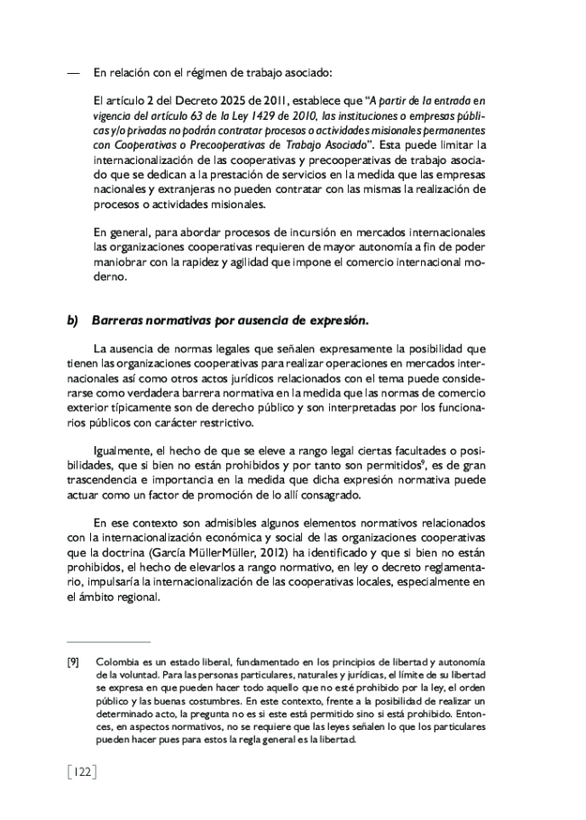 — En relación con el régimen de trabajo asociado:
El artículo 2 del Decreto 2025 de 2011, establece que “A partir de la entrada en
vigencia del artículo 63 de la Ley 1429 de 2010, las instituciones o empresas públi-
cas y/o privadas no podrán contratar procesos o actividades misionales permanentes
con Cooperativas o Precooperativas de Trabajo Asociado”. Esta puede limitar la
internacionalización de las cooperativas y precooperativas de trabajo asocia-
do que se dedican a la prestación de servicios en la medida que las empresas
nacionales y extranjeras no pueden contratar con las mismas la realización de
procesos o actividades misionales.
En general, para abordar procesos de incursión en mercados internacionales
las organizaciones cooperativas requieren de mayor autonomía a fin de poder
maniobrar con la rapidez y agilidad que impone el comercio internacional mo-
derno.
b) Barreras normativas por ausencia de expresión.
La ausencia de normas legales que señalen expresamente la posibilidad que
tienen las organizaciones cooperativas para realizar operaciones en mercados inter-
nacionales así como otros actos jurídicos relacionados con el tema puede conside-
rarse como verdadera barrera normativa en la medida que las normas de comercio
exterior típicamente son de derecho público y son interpretadas por los funciona-
rios públicos con carácter restrictivo.
Igualmente, el hecho de que se eleve a rango legal ciertas facultades o posi-
bilidades, que si bien no están prohibidos y por tanto son permitidos9, es de gran
trascendencia e importancia en la medida que dicha expresión normativa puede
actuar como un factor de promoción de lo allí consagrado.
En ese contexto son admisibles algunos elementos normativos relacionados
con la internacionalización económica y social de las organizaciones cooperativas
que la doctrina (García MüllerMüller, 2012) ha identificado y que si bien no están
prohibidos, el hecho de elevarlos a rango normativo, en ley o decreto reglamenta-
rio, impulsaría la internacionalización de las cooperativas locales, especialmente en
el ámbito regional.
[9] Colombia es un estado liberal, fundamentado en los principios de libertad y autonomía
de la voluntad. Para las personas particulares, naturales y jurídicas, el límite de su libertad
se expresa en que pueden hacer todo aquello que no esté prohibido por la ley, el orden
público y las buenas costumbres. En este contexto, frente a la posibilidad de realizar un
determinado acto, la pregunta no es si este está permitido sino si está prohibido. Enton-
ces, en aspectos normativos, no se requiere que las leyes señalen lo que los particulares
pueden hacer pues para estos la regla general es la libertad.
[122]